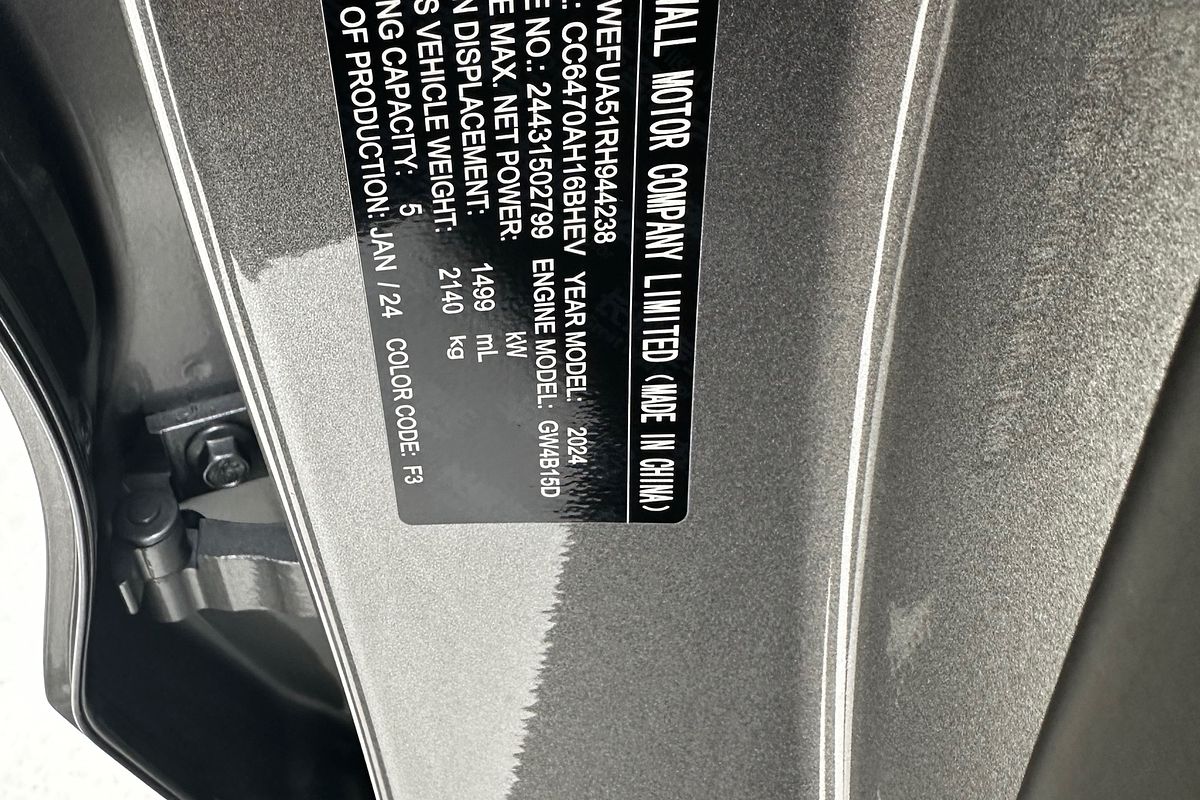 MOTOR COMPANY LIMITED (MADE IN CHINA)
WEFUA51RH944238
.: CC6470AH16BHEV YEAR MODEL: 2024
E NO.: 24431502799 ENGINE MODEL: GW4B15D
E MAX. NET POWER: kW
N DISPLACEMENT: 1499 mL
S VEHICLE WEIGHT: 2140 kg
NG CAPACITY: 5
OF PRODUCTION: JAN / 24 COLOR CODE: F3